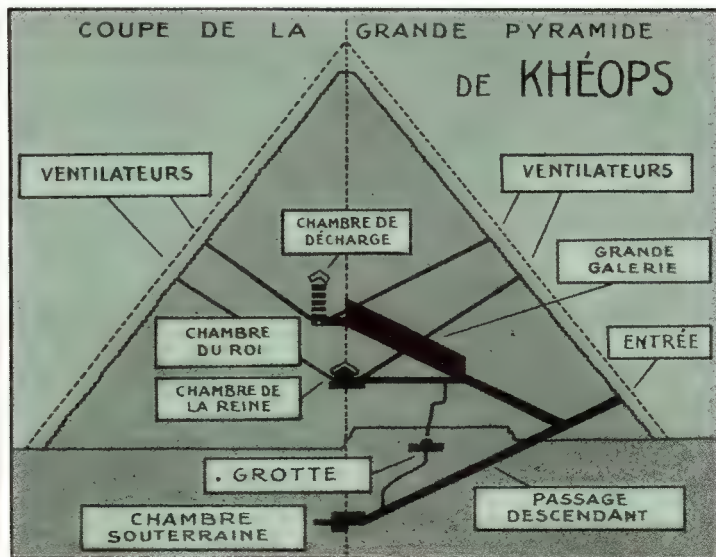 COUPE DE LA GRANDE PYRAMIDE
DE KHÉOPS
VENTILATEURS
VENTILATEURS
CHAMBRE DE
DÉCHARGE
GRANDE
GALERIE
CHAMBRE
DU ROI
ENTRÉE
CHAMBRE DE
LA REINE
. GROTTE
CHAMBRE
SOUTERRAINE
PASSAGE
DESCENDANT